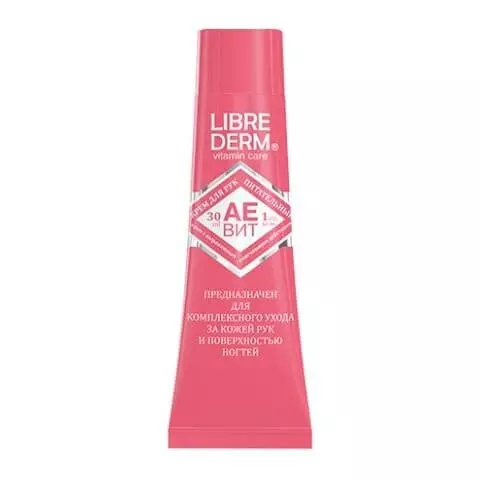 LIBRE
DERM®
vitamin care
КРЕМ ДЛЯ РУК
ПИТАТЕЛЬНЫЙ
30
ml
АЕ
ВИТ
ПРЕДНАЗНАЧЕН
ДЛЯ
КОМПЛЕКСНОГО УХОДА
ЗА КОЖЕЙ РУК
И ПОВЕРХНОСТЬЮ
НОГТЕЙ